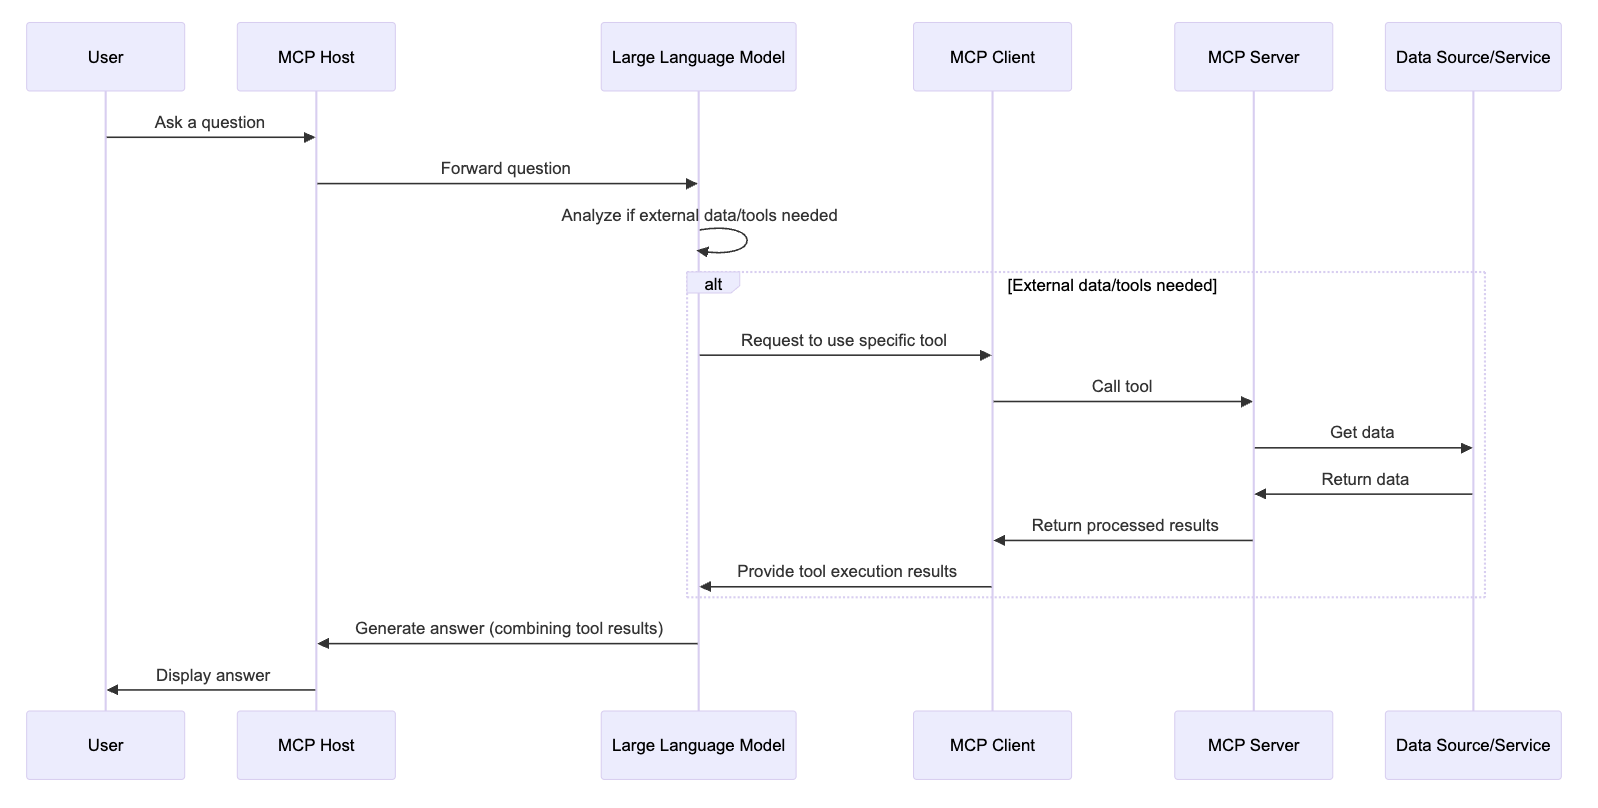 User
MCP Host
Large Language Model
MCP Client
MCP Server
Data Source/Service
Ask a question
Forward question
Analyze if external data/tools needed
alt
[External data/tools needed]
Request to use specific tool
Call tool
Get data
Return data
Return processed results
Provide tool execution results
Generate answer (combining tool results)
Display answer
User
MCP Host
Large Language Model
MCP Client
MCP Server
Data Source/Service